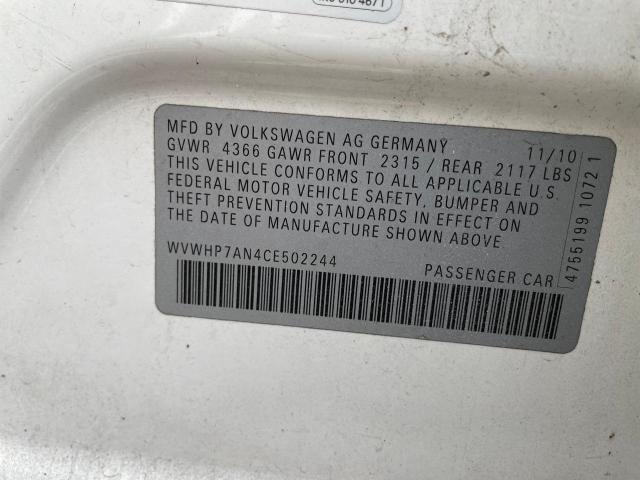 MFD BY VOLKSWAGEN AG GERMANY 11/10
GVWR 4366 GAWR FRONT 2315 / REAR 2117 LBS
THIS VEHICLE CONFORMS TO ALL APPLICABLE U.S.
FEDERAL MOTOR VEHICLE SAFETY, BUMPER AND
THEFT PREVENTION STANDARDS IN EFFECT ON
THE DATE OF MANUFACTURE SHOWN ABOVE
WVWHP7AN4CE502244 PASSENGER CAR
4755199 1072 1